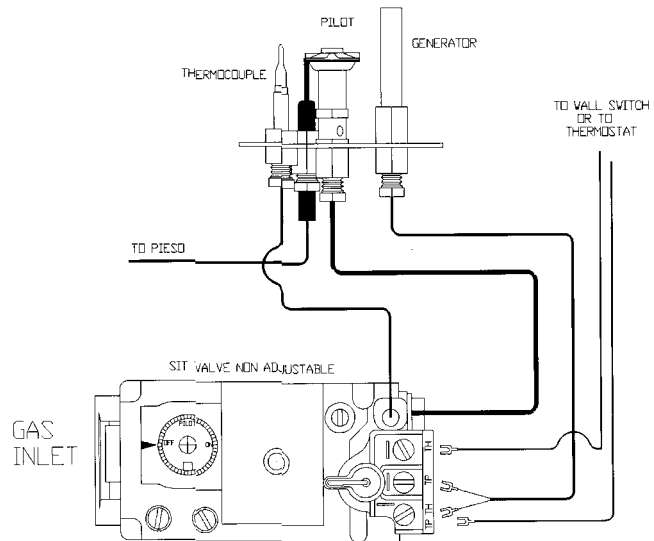 PILOT
GENERATOR
THERMOCOUPLE
TO WALL SWITCH
OR TO
THERMOSTAT
TO PIESO
SIT VALVE NON ADJUSTABLE
GAS
INLET
PILOT
OFF
ON
TH
TP
TP TH